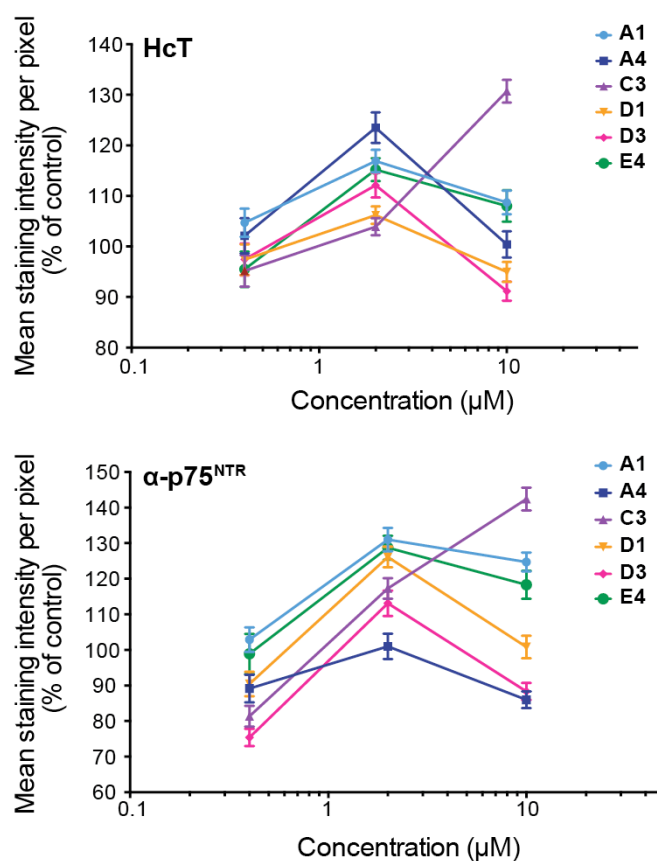 HcT
Mean staining intensity per pixel
(% of control)
140
130
120
110
100
90
80
0.1
1
10
Concentration (µM)
A1
A4
C3
D1
D3
E4
α-p75NTR
Mean staining intensity per pixel
(% of control)
150
140
130
120
110
100
90
80
70
60
0.1
1
10
Concentration (µM)
A1
A4
C3
D1
D3
E4